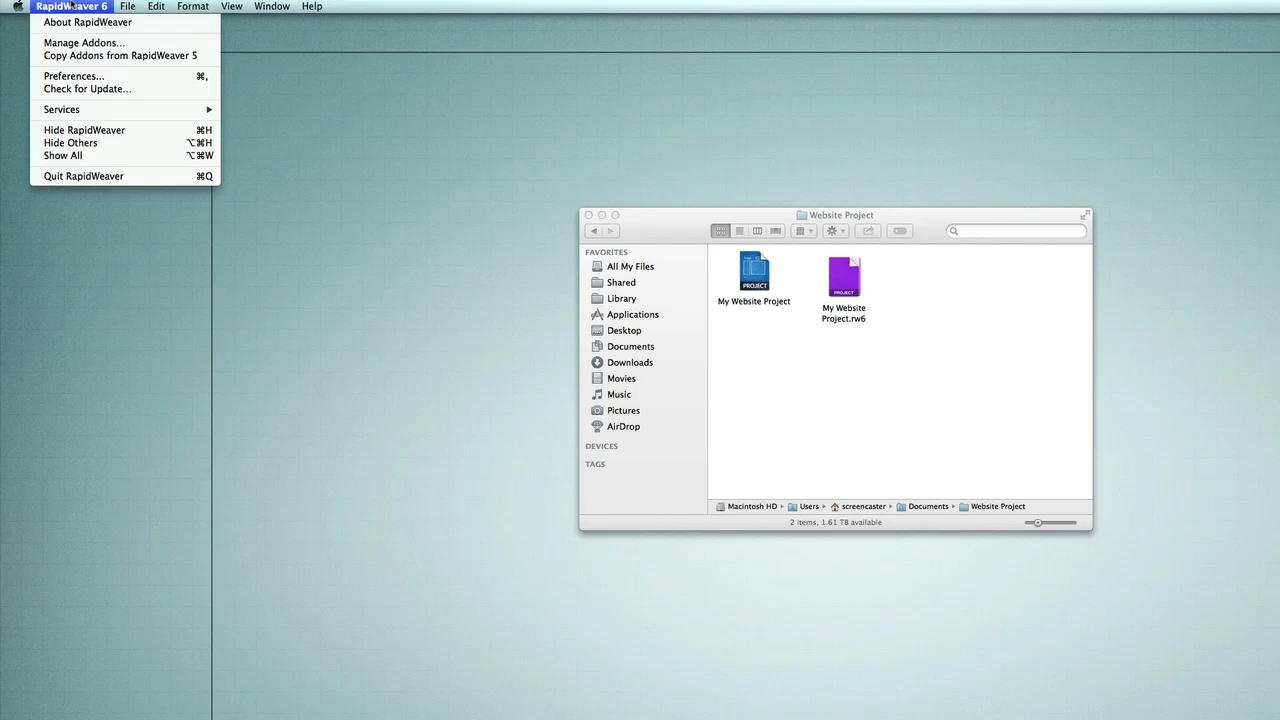 RapidWeaver 6 File Edit Format View Window Help
About RapidWeaver
Manage Addons...
Copy Addons from RapidWeaver 5
Preferences... ⌘,
Check for Update...
Services
Hide RapidWeaver ⌘H
Hide Others ⌥⌘H
Show All ⌥⌘W
Quit RapidWeaver ⌘Q
Website Project
FAVORITES
All My Files
Shared
Library
Applications
Desktop
Documents
Downloads
Movies
Music
Pictures
AirDrop
DEVICES
TAGS
PROJECT
My Website Project
PROJECT
My Website
Project.rw6
Macintosh HD Users screencaster Documents Website Project
2 items, 1.61 TB available